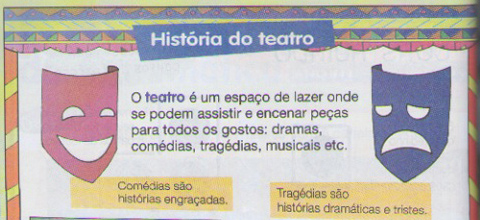 História do teatro
O teatro é um espaço de lazer onde
se podem assistir e encenar peças
para todos os gostos: dramas,
comédias, tragédias, musicais etc.
Comédias são
histórias engraçadas.
Tragédias são
histórias dramáticas e tristes.